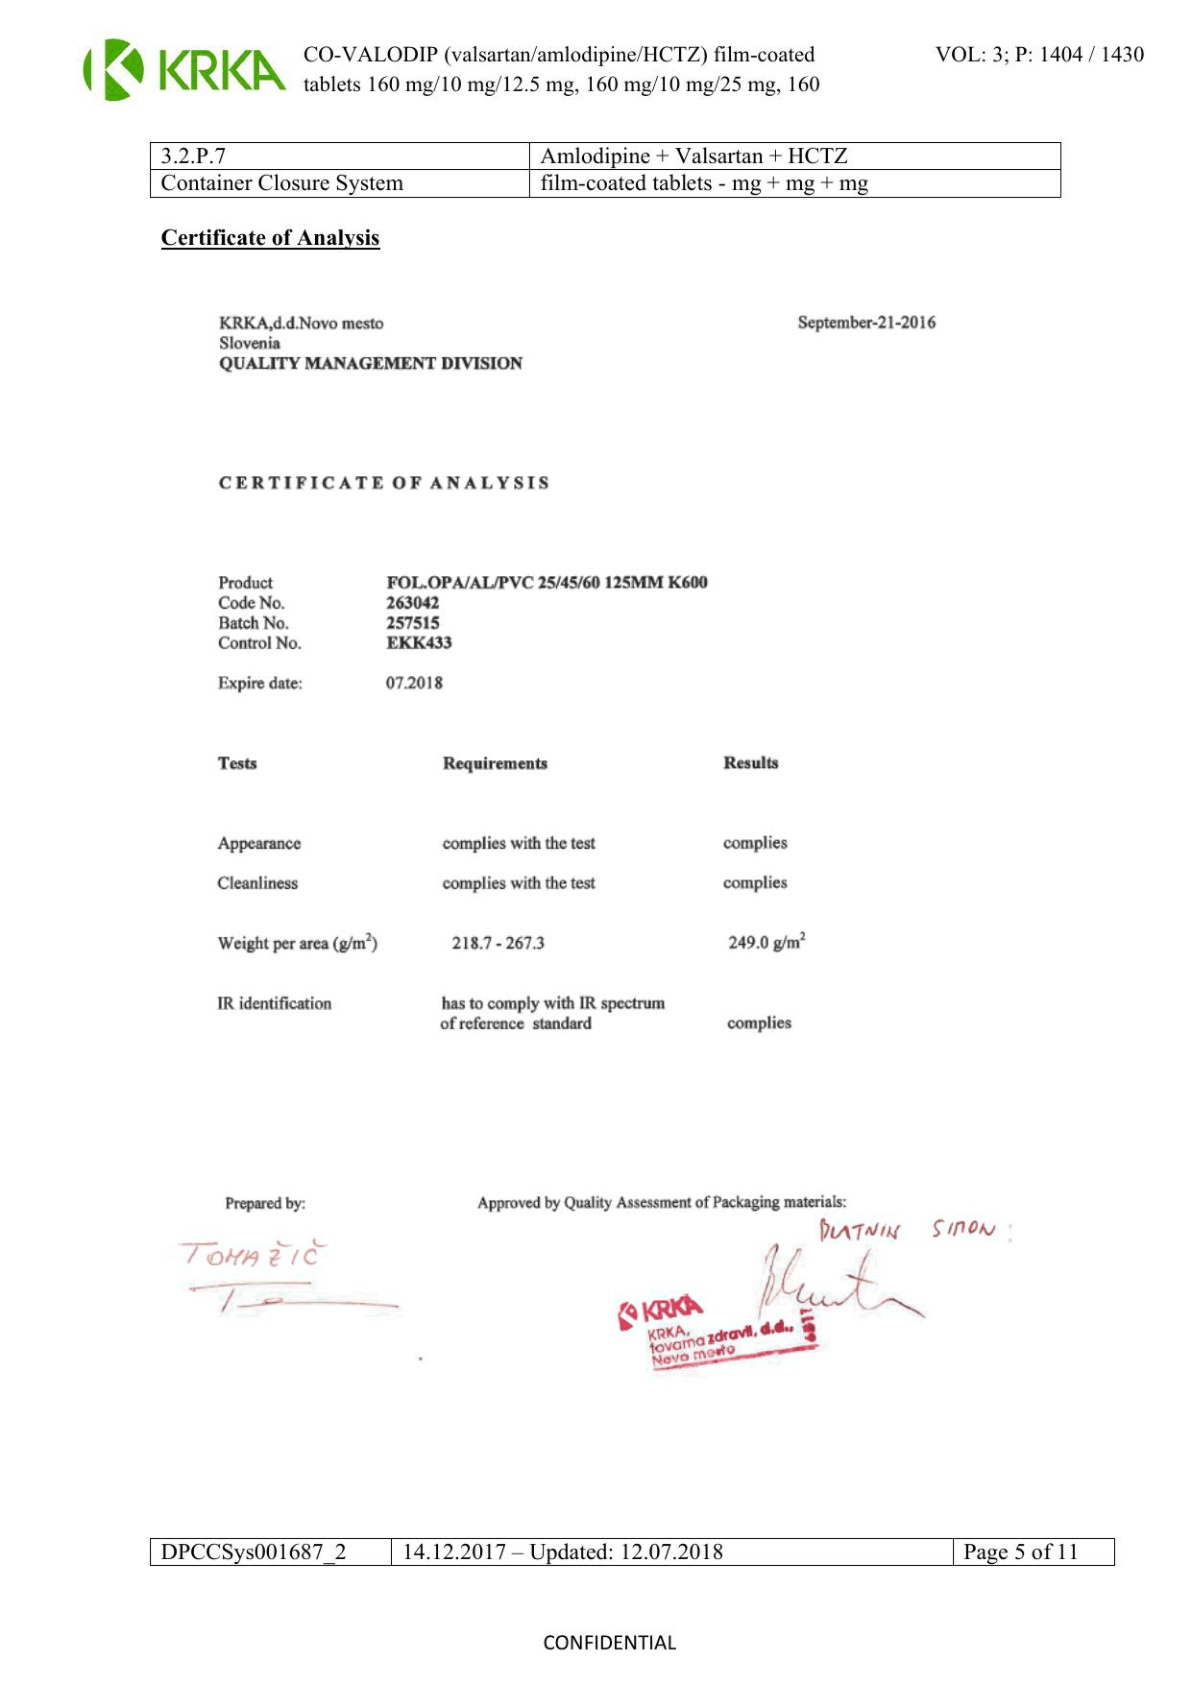 KRKA CO-VALODIP (valsartan/amlodipine/HCTZ) film-coated VOL: 3; P: 1404 / 1430
tablets 160 mg/10 mg/12.5 mg, 160 mg/10 mg/25 mg, 160
3.2.P.7 Amlodipine + Valsartan + HCTZ
Container Closure System film-coated tablets - mg + mg + mg
Certificate of Analysis
KRKA,d.d.Novo mesto September-21-2016
Slovenia
QUALITY MANAGEMENT DIVISION
CERTIFICATE OF ANALYSIS
Product FOL.OPA/AL/PVC 25/45/60 125MM K600
Code No. 263042
Batch No. 257515
Control No. EKK433
Expire date: 07.2018
Tests Requirements Results
Appearance complies with the test complies
Cleanliness complies with the test complies
Weight per area (g/m²) 218.7 - 267.3 249.0 g/m²
IR identification has to comply with IR spectrum
of reference standard complies
Prepared by: Approved by Quality Assessment of Packaging materials:
SIMON
TOMAŽIČ
KRKA
KRKA,
tovarna zdravil, d.d.,
Novo mesto
DPCCSys001687_2 14.12.2017 – Updated: 12.07.2018 Page 5 of 11
CONFIDENTIAL